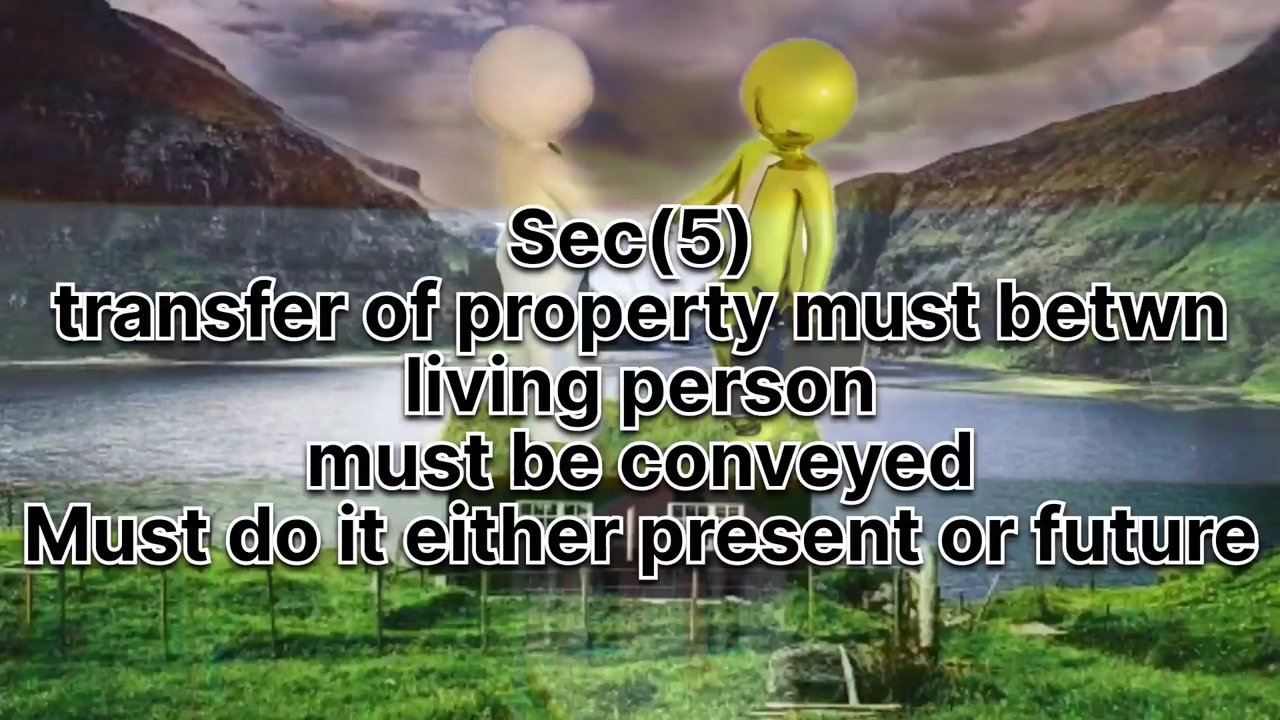 Sec(5)
transfer of property must betwn
living person
must be conveyed
Must do it either present or future